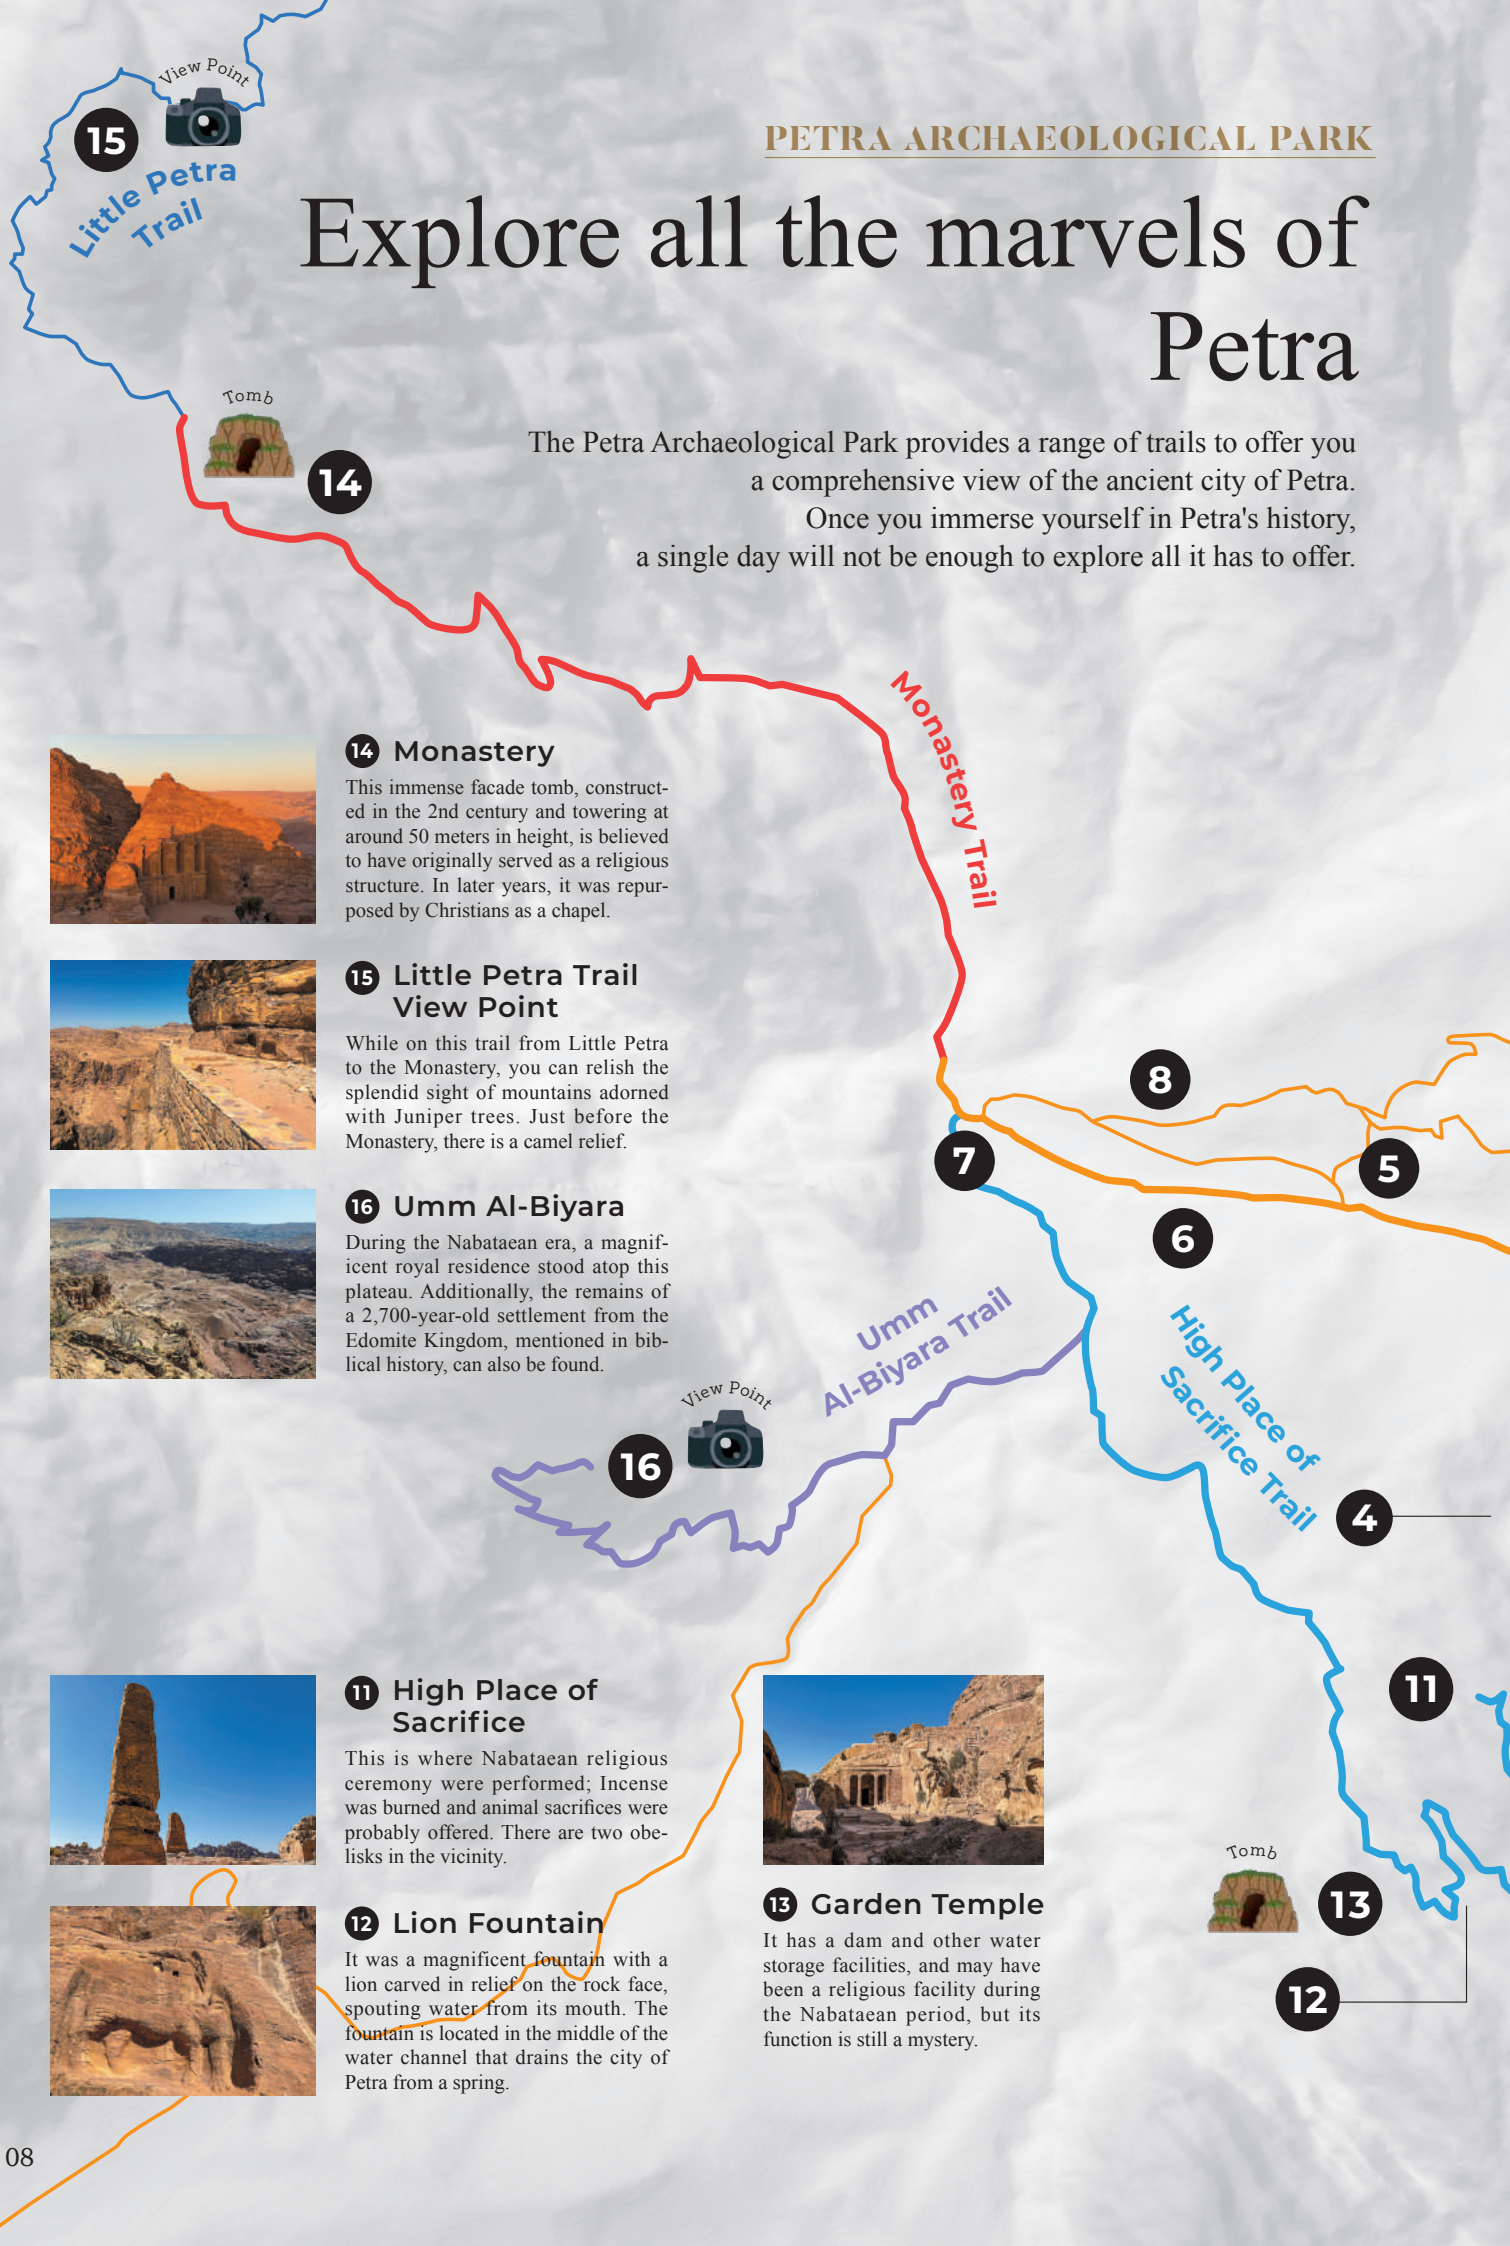 View Point
15
Little Petra
Trail
PETRA ARCHAEOLOGICAL PARK
Explore all the marvels of
Petra
Tomb
14
The Petra Archaeological Park provides a range of trails to offer you
a comprehensive view of the ancient city of Petra.
Once you immerse yourself in Petra's history,
a single day will not be enough to explore all it has to offer.
Monastery Trail
14 Monastery
This immense facade tomb, construct-
ed in the 2nd century and towering at
around 50 meters in height, is believed
to have originally served as a religious
structure. In later years, it was repur-
posed by Christians as a chapel.
15 Little Petra Trail
View Point
While on this trail from Little Petra
to the Monastery, you can relish the
splendid sight of mountains adorned
with Juniper trees. Just before the
Monastery, there is a camel relief.
16 Umm Al-Biyara
During the Nabataean era, a magnif-
icent royal residence stood atop this
plateau. Additionally, the remains of
a 2,700-year-old settlement from the
Edomite Kingdom, mentioned in bib-
lical history, can also be found.
8
7
5
6
Umm
Al-Biyara Trail
High Place of
Sacrifice Trail
View Point
16
4
11
11 High Place of
Sacrifice
This is where Nabataean religious
ceremony were performed; Incense
was burned and animal sacrifices were
probably offered. There are two obe-
lisks in the vicinity.
12 Lion Fountain
It was a magnificent fountain with a
lion carved in relief on the rock face,
spouting water from its mouth. The
fountain is located in the middle of the
water channel that drains the city of
Petra from a spring.
13 Garden Temple
It has a dam and other water
storage facilities, and may have
been a religious facility during
the Nabataean period, but its
function is still a mystery.
Tomb
13
12
08